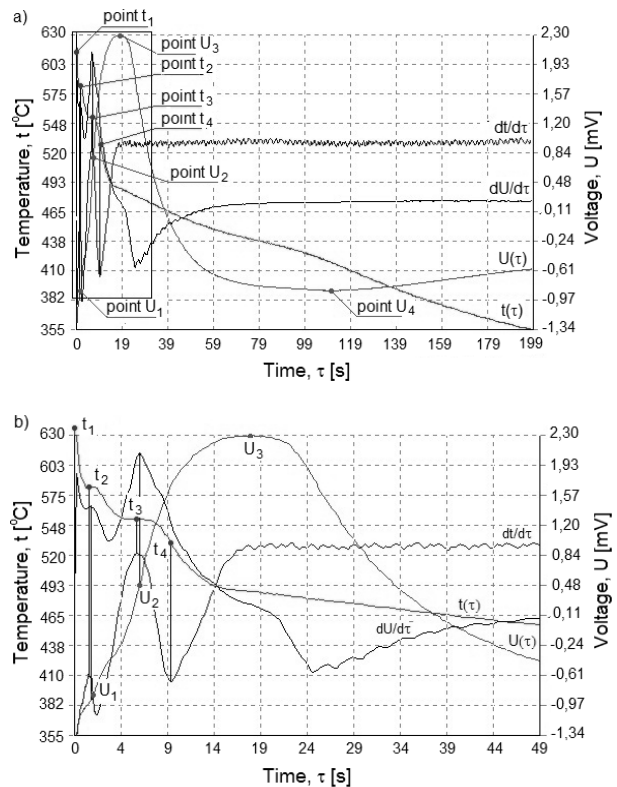 a)
point t1
point U3
point t2
point t3
point t4
point U2
point U1
point U4
dt/dτ
dU/dτ
U(τ)
t(τ)
Temperature, t [°C]
630
603
575
548
520
493
465
438
410
382
355
Voltage, U [mV]
2,30
2,93
1,57
1,20
0,84
0,48
0,11
-0,24
-0,61
-0,97
-1,34
0
19
39
59
79
99
119
139
159
179
199
Time, τ [s]
b)
t1
t2
t3
t4
U1
U2
U3
dt/dτ
t(τ)
dU/dτ
U(τ)
Temperature, t [°C]
630
603
575
548
520
493
465
438
410
382
355
Voltage, U [mV]
2,30
2,93
1,57
1,20
0,84
0,48
0,11
-0,24
-0,61
-0,97
-1,34
0
4
9
14
19
24
29
34
39
44
49
Time, τ [s]